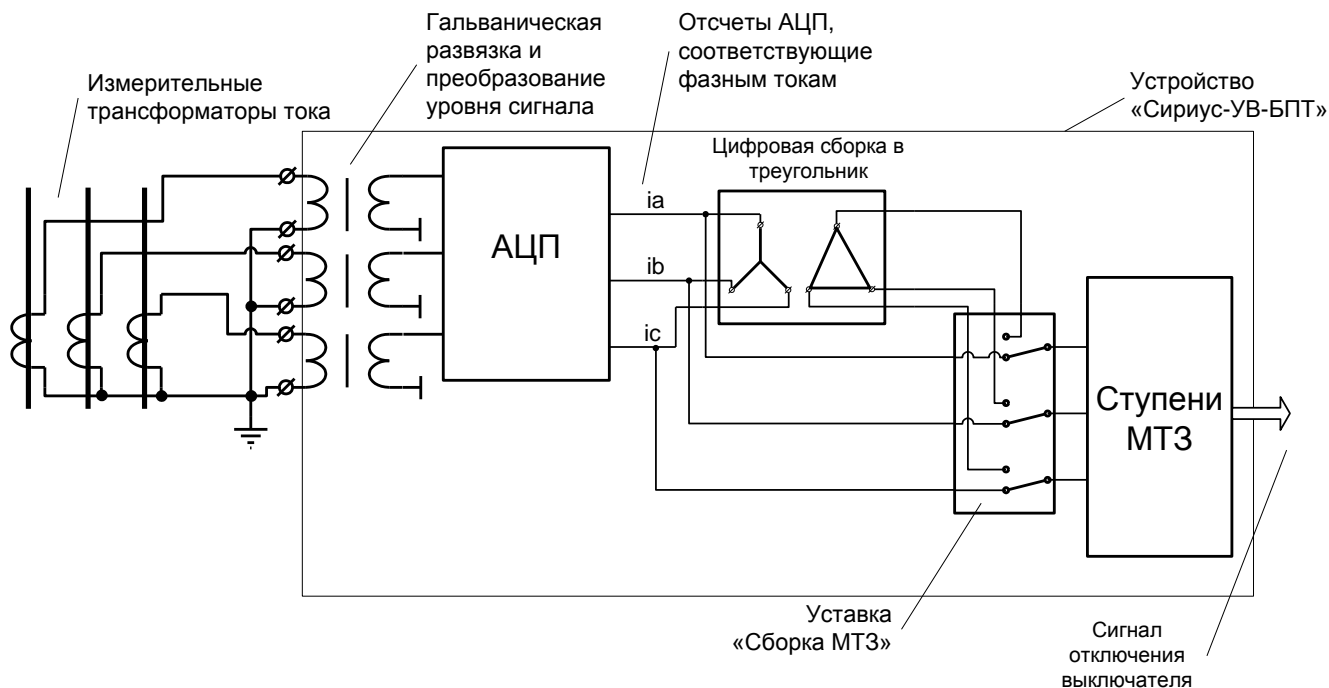 Гальваническая
развязка и
преобразование
уровня сигнала
Отсчеты АЦП,
соответствующие
фазным токам
Измерительные
трансформаторы тока
Устройство
«Сириус-УВ-БПТ»
Цифровая сборка в
треугольник
АЦП
ia
ib
ic
Ступени
МТЗ
Уставка
«Сборка МТЗ»
Сигнал
отключения
выключателя